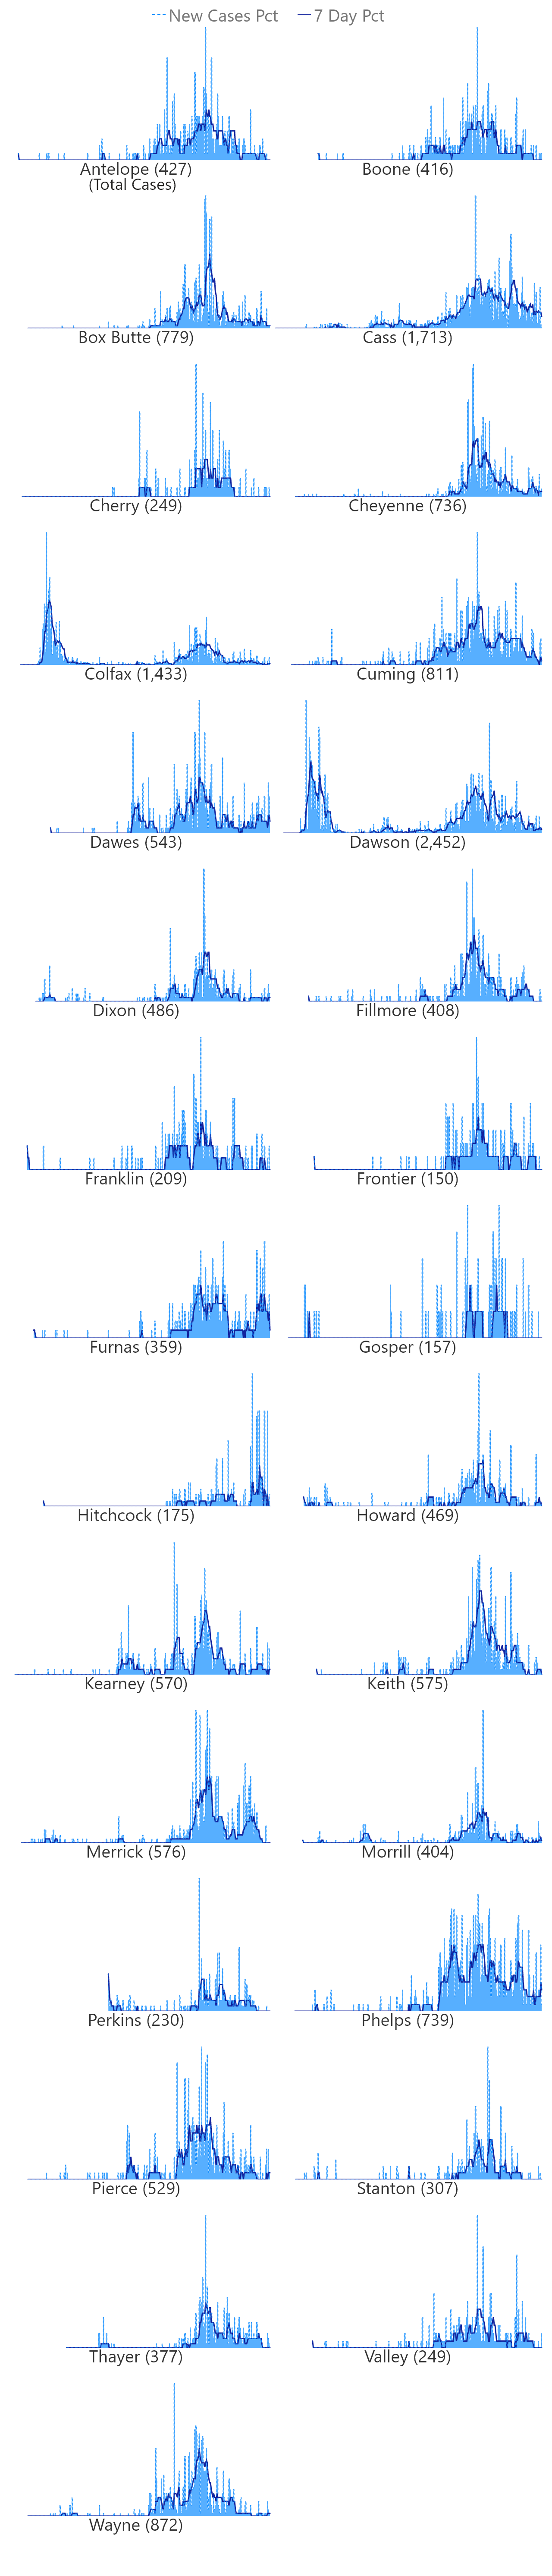 New Cases Pct 7 Day Pct
Antelope (427) Boone (416)
(Total Cases)
Box Butte (779) Cass (1,713)
Cherry (249) Cheyenne (736)
Colfax (1,433) Cuming (811)
Dawes (543) Dawson (2,452)
Dixon (486) Fillmore (408)
Franklin (209) Frontier (150)
Furnas (359) Gosper (157)
Hitchcock (175) Howard (469)
Kearney (570) Keith (575)
Merrick (576) Morrill (404)
Perkins (230) Phelps (739)
Pierce (529) Stanton (307)
Thayer (377) Valley (249)
Wayne (872)